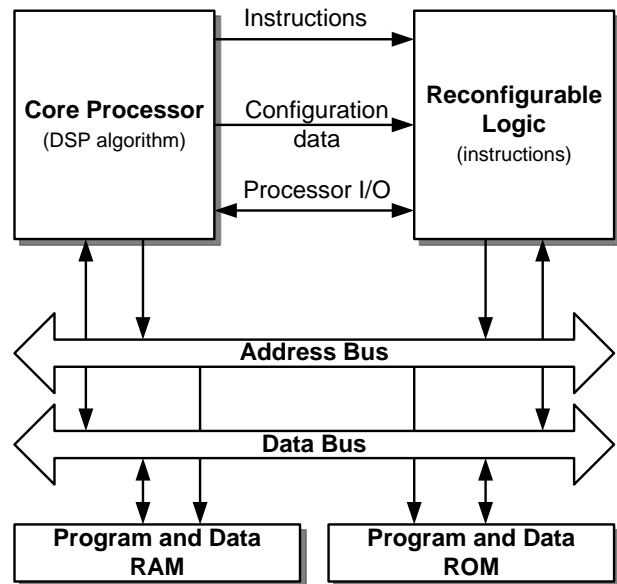 Instructions
Core Processor
(DSP algorithm)
Configuration
data
Reconfigurable
Logic
(instructions)
Processor I/O
Address Bus
Data Bus
Program and Data
RAM
Program and Data
ROM